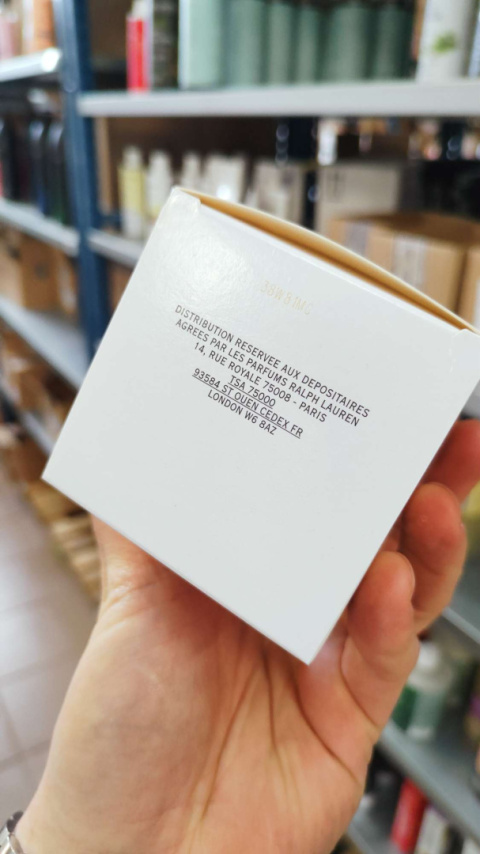 DISTRIBUTION RESERVEE AUX DEPOSITAIRES
AGREES PAR LES PARFUMS RALPH LAUREN
14, RUE ROYALE 75008 - PARIS
TSA 75000
93584 ST OUEN CEDEX FR
LONDON W6 8AZ